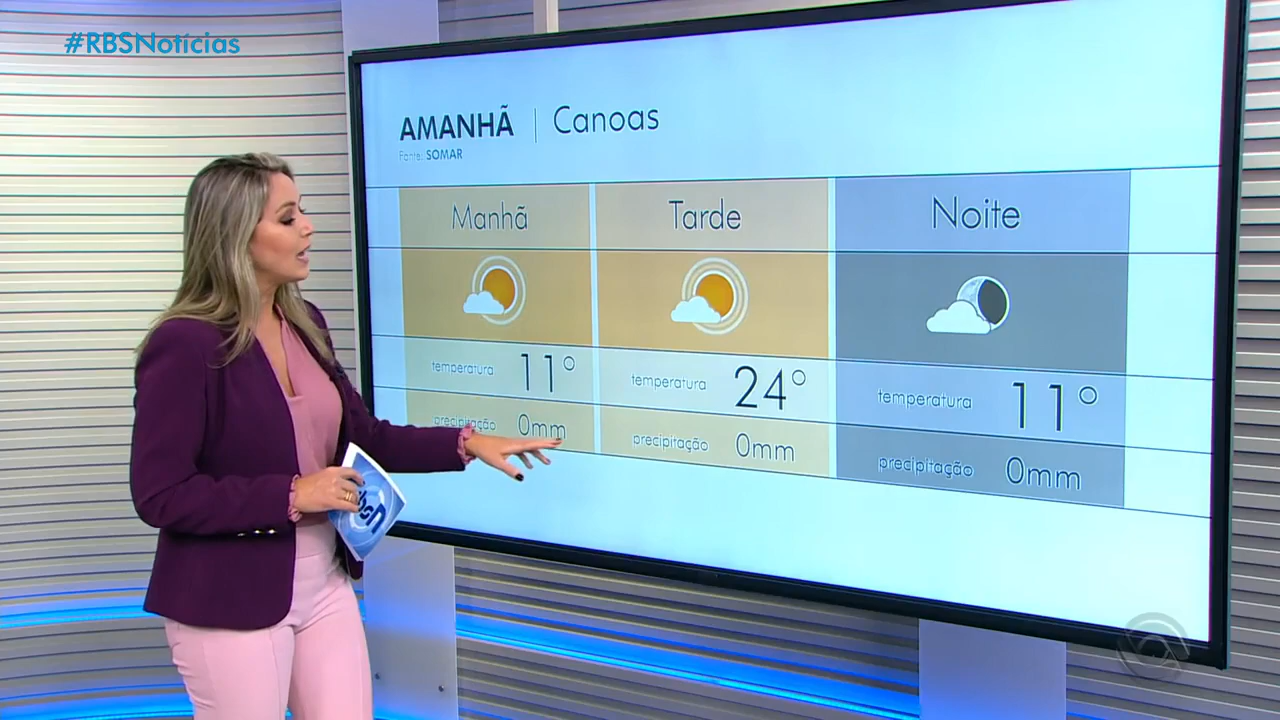 #RBSNotícias
AMANHÃ | Canoas
Fonte: SOMAR
Manhã Tarde Noite
temperatura 11° temperatura 24° temperatura 11°
precipitação 0mm precipitação 0mm precipitação 0mm